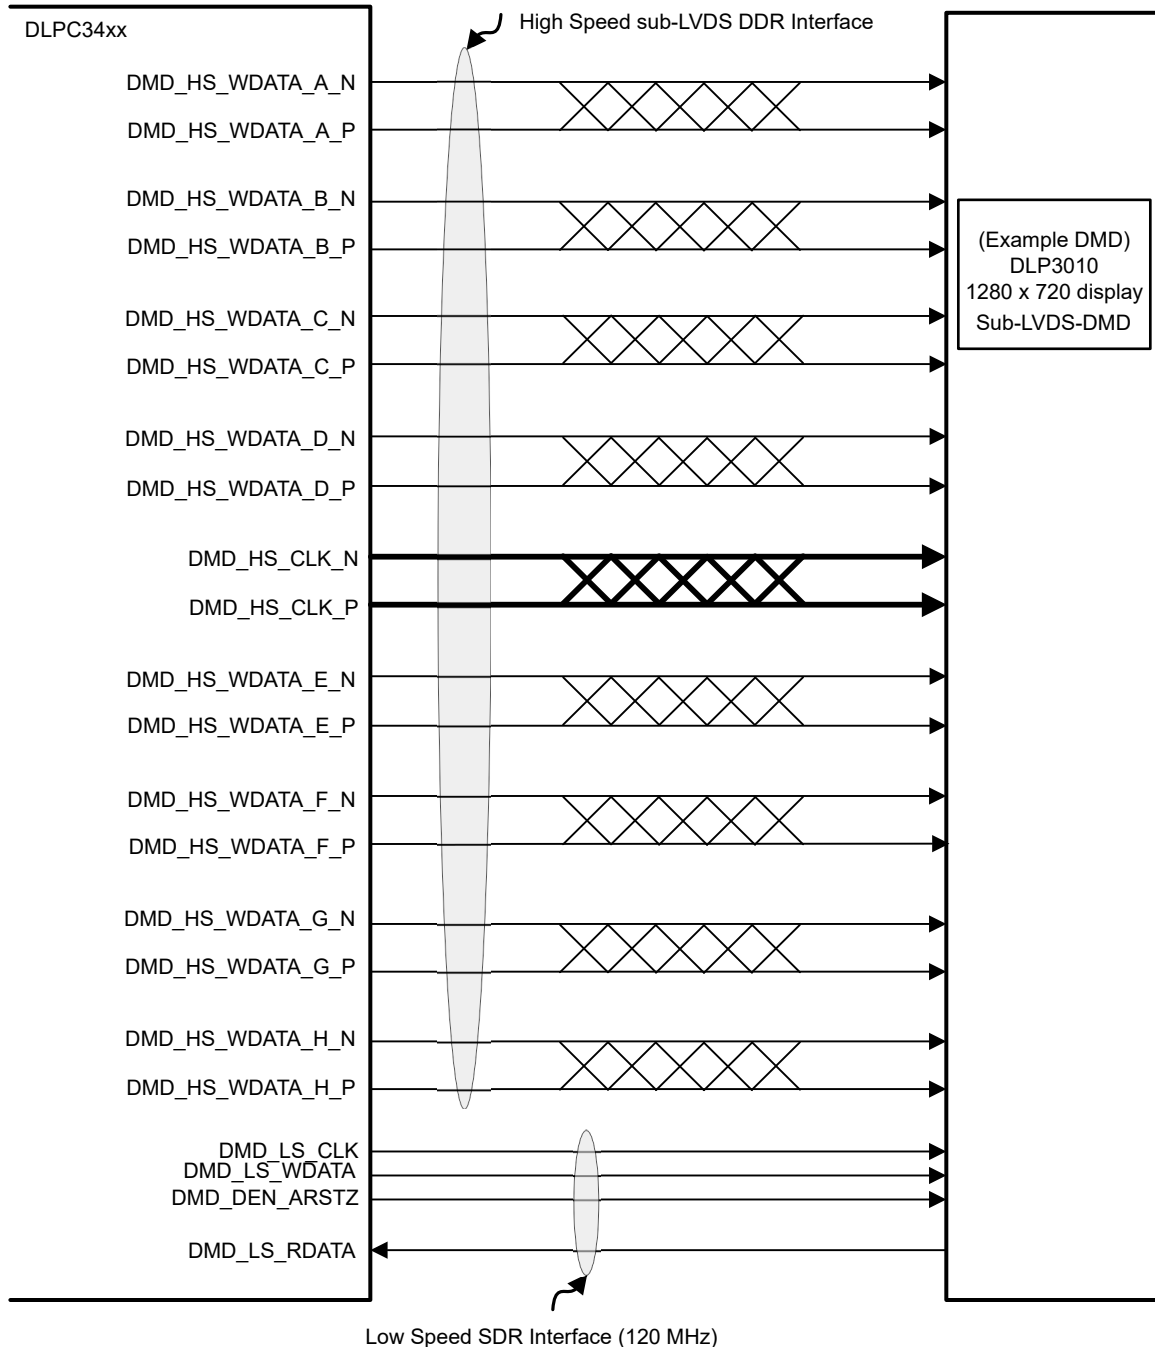 DLPC34xx
High Speed sub-LVDS DDR Interface
DMD_HS_WDATA_A_N
DMD_HS_WDATA_A_P
DMD_HS_WDATA_B_N
DMD_HS_WDATA_B_P
(Example DMD)
DLP3010
1280 x 720 display
Sub-LVDS-DMD
DMD_HS_WDATA_C_N
DMD_HS_WDATA_C_P
DMD_HS_WDATA_D_N
DMD_HS_WDATA_D_P
DMD_HS_CLK_N
DMD_HS_CLK_P
DMD_HS_WDATA_E_N
DMD_HS_WDATA_E_P
DMD_HS_WDATA_F_N
DMD_HS_WDATA_F_P
DMD_HS_WDATA_G_N
DMD_HS_WDATA_G_P
DMD_HS_WDATA_H_N
DMD_HS_WDATA_H_P
DMD_LS_CLK
DMD_LS_WDATA
DMD_DEN_ARSTZ
DMD_LS_RDATA
Low Speed SDR Interface (120 MHz)